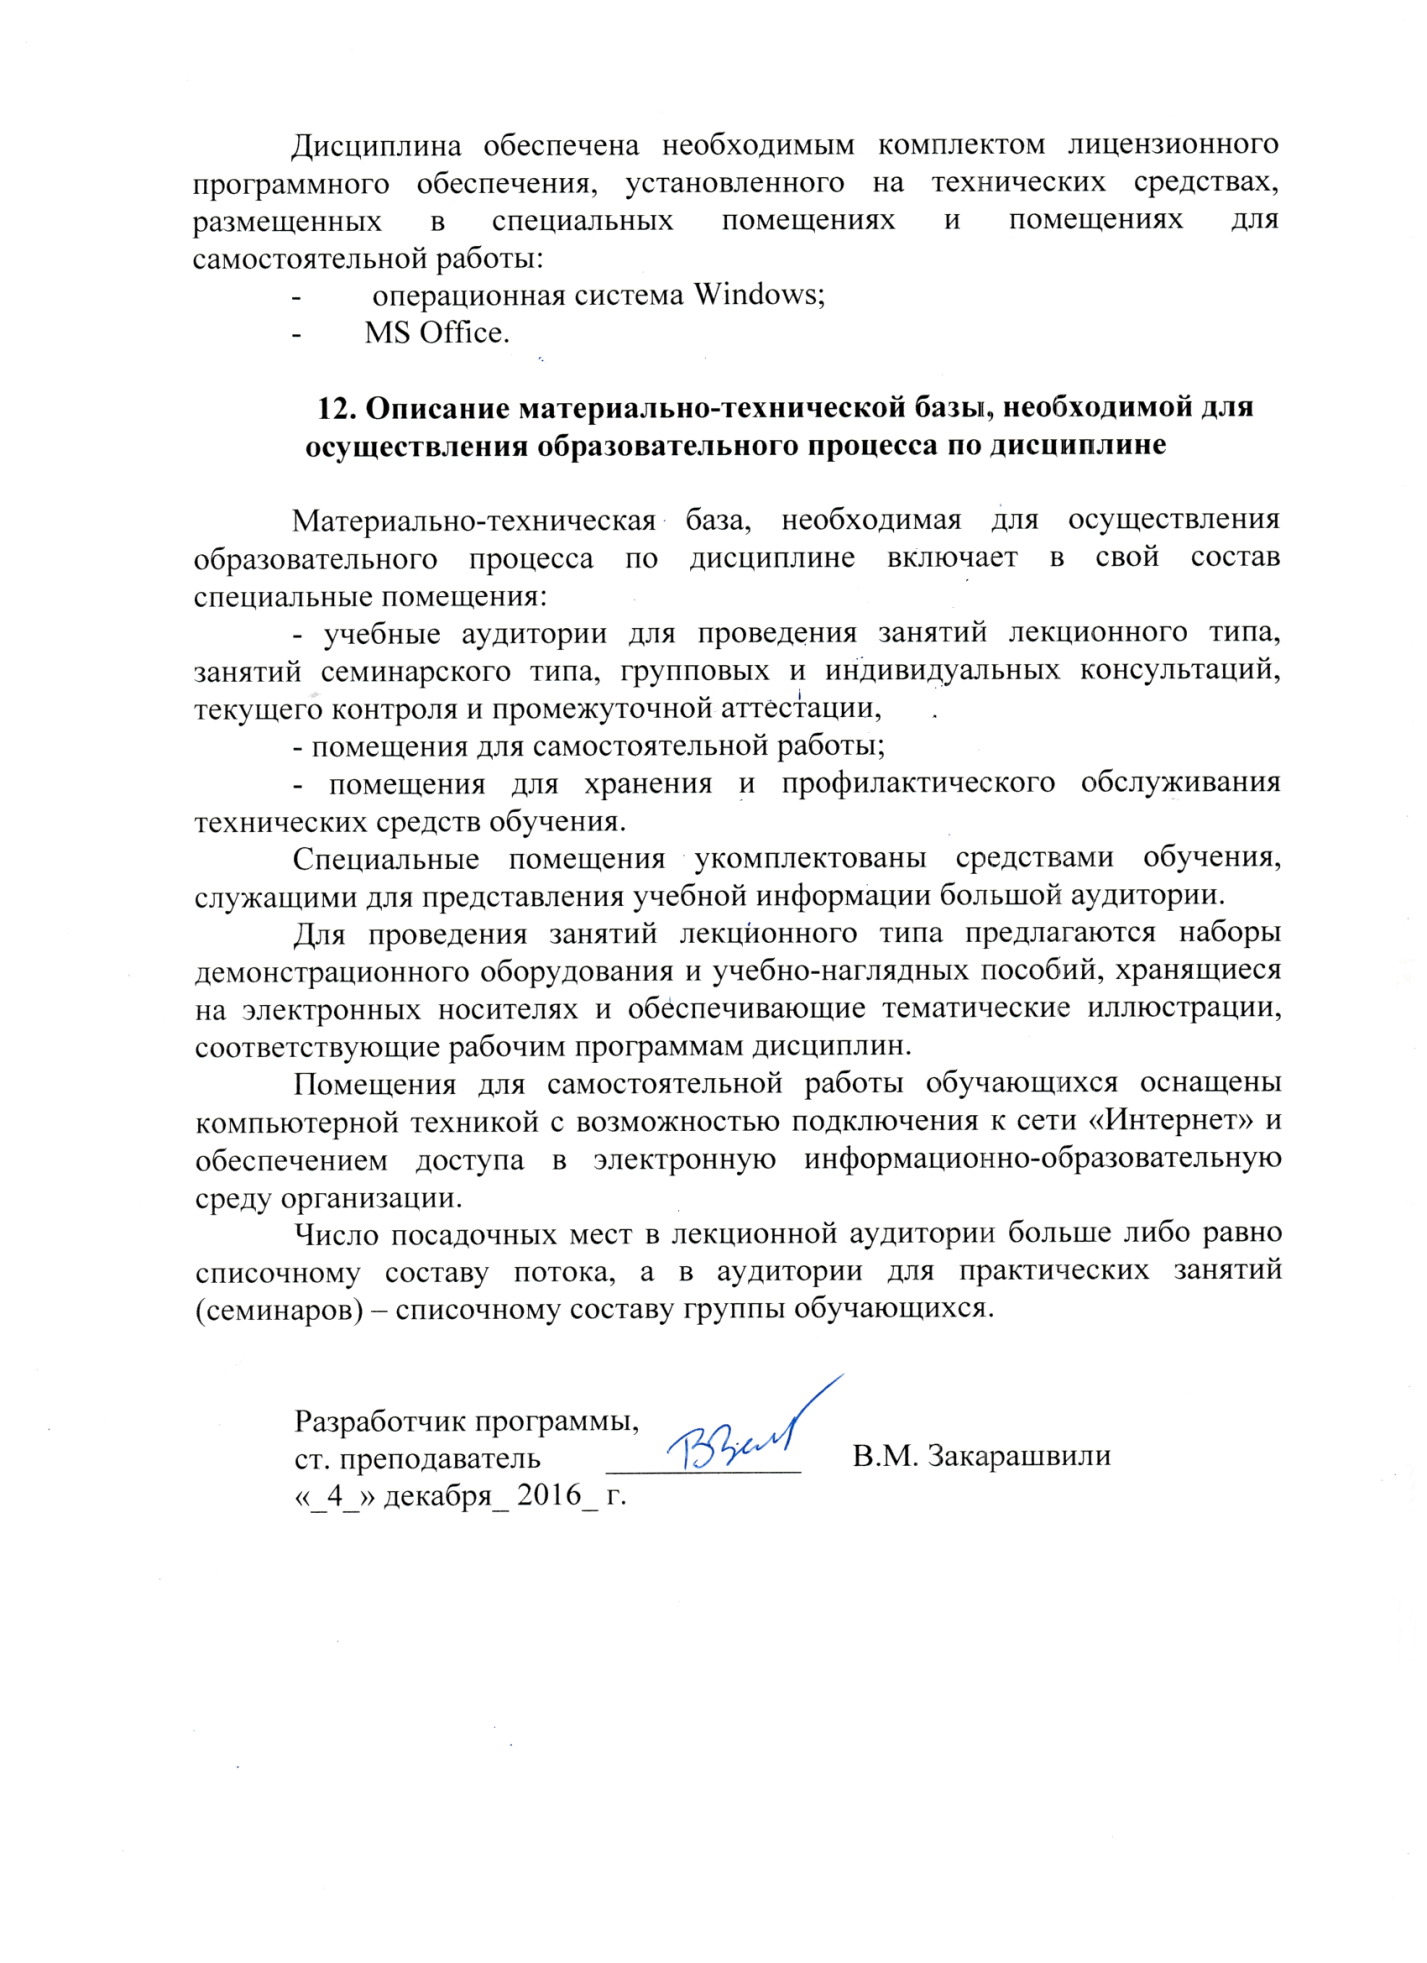 Дисциплина обеспечена необходимым комплектом лицензионного
программного обеспечения, установленного на технических средствах,
размещенных в специальных помещениях и помещениях для
самостоятельной работы:
- операционная система Windows;
- MS Office.
12. Описание материально-технической базы, необходимой для
осуществления образовательного процесса по дисциплине
Материально-техническая база, необходимая для осуществления
образовательного процесса по дисциплине включает в свой состав
специальные помещения:
- учебные аудитории для проведения занятий лекционного типа,
занятий семинарского типа, групповых и индивидуальных консультаций,
текущего контроля и промежуточной аттестации,
- помещения для самостоятельной работы;
- помещения для хранения и профилактического обслуживания
технических средств обучения.
Специальные помещения укомплектованы средствами обучения,
служащими для представления учебной информации большой аудитории.
Для проведения занятий лекционного типа предлагаются наборы
демонстрационного оборудования и учебно-наглядных пособий, хранящиеся
на электронных носителях и обеспечивающие тематические иллюстрации,
соответствующие рабочим программам дисциплин.
Помещения для самостоятельной работы обучающихся оснащены
компьютерной техникой с возможностью подключения к сети «Интернет» и
обеспечением доступа в электронную информационно-образовательную
среду организации.
Число посадочных мест в лекционной аудитории больше либо равно
списочному составу потока, а в аудитории для практических занятий
(семинаров) – списочному составу группы обучающихся.
Разработчик программы,
ст. преподаватель ____________ В.М. Закарашвили
«_4_» декабря_ 2016_ г.